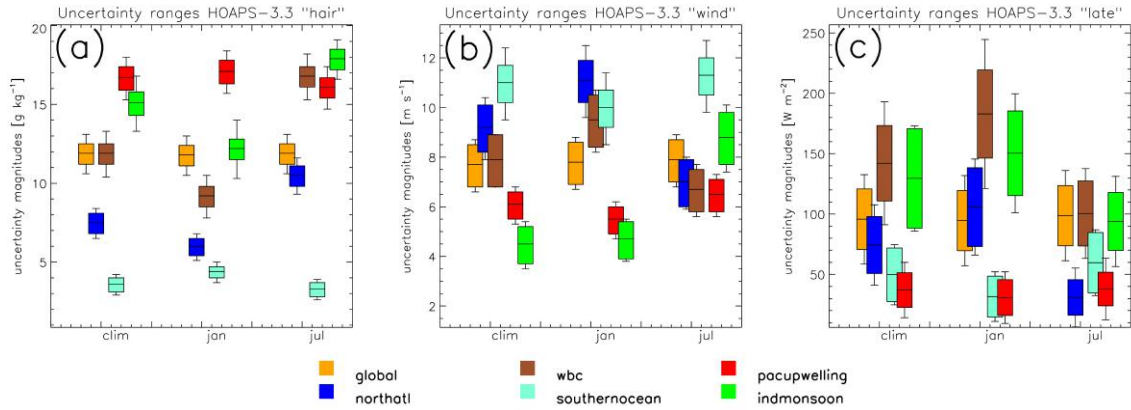 Uncertainty ranges HOAPS-3.3 "hair"
(a)
uncertainty magnitudes [g kg⁻¹]
20
15
10
5
clim
jan
jul
Uncertainty ranges HOAPS-3.3 "wind"
(b)
uncertainty magnitudes [m s⁻¹]
12
10
8
6
4
2
clim
jan
jul
Uncertainty ranges HOAPS-3.3 "late"
(c)
uncertainty magnitudes [W m⁻²]
250
200
150
100
50
clim
jan
jul
global
wbc
pacupwelling
northatl
southernocean
indmonsoon